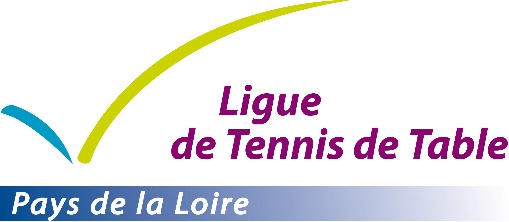 Ligue
de Tennis de Table
Pays de la Loire